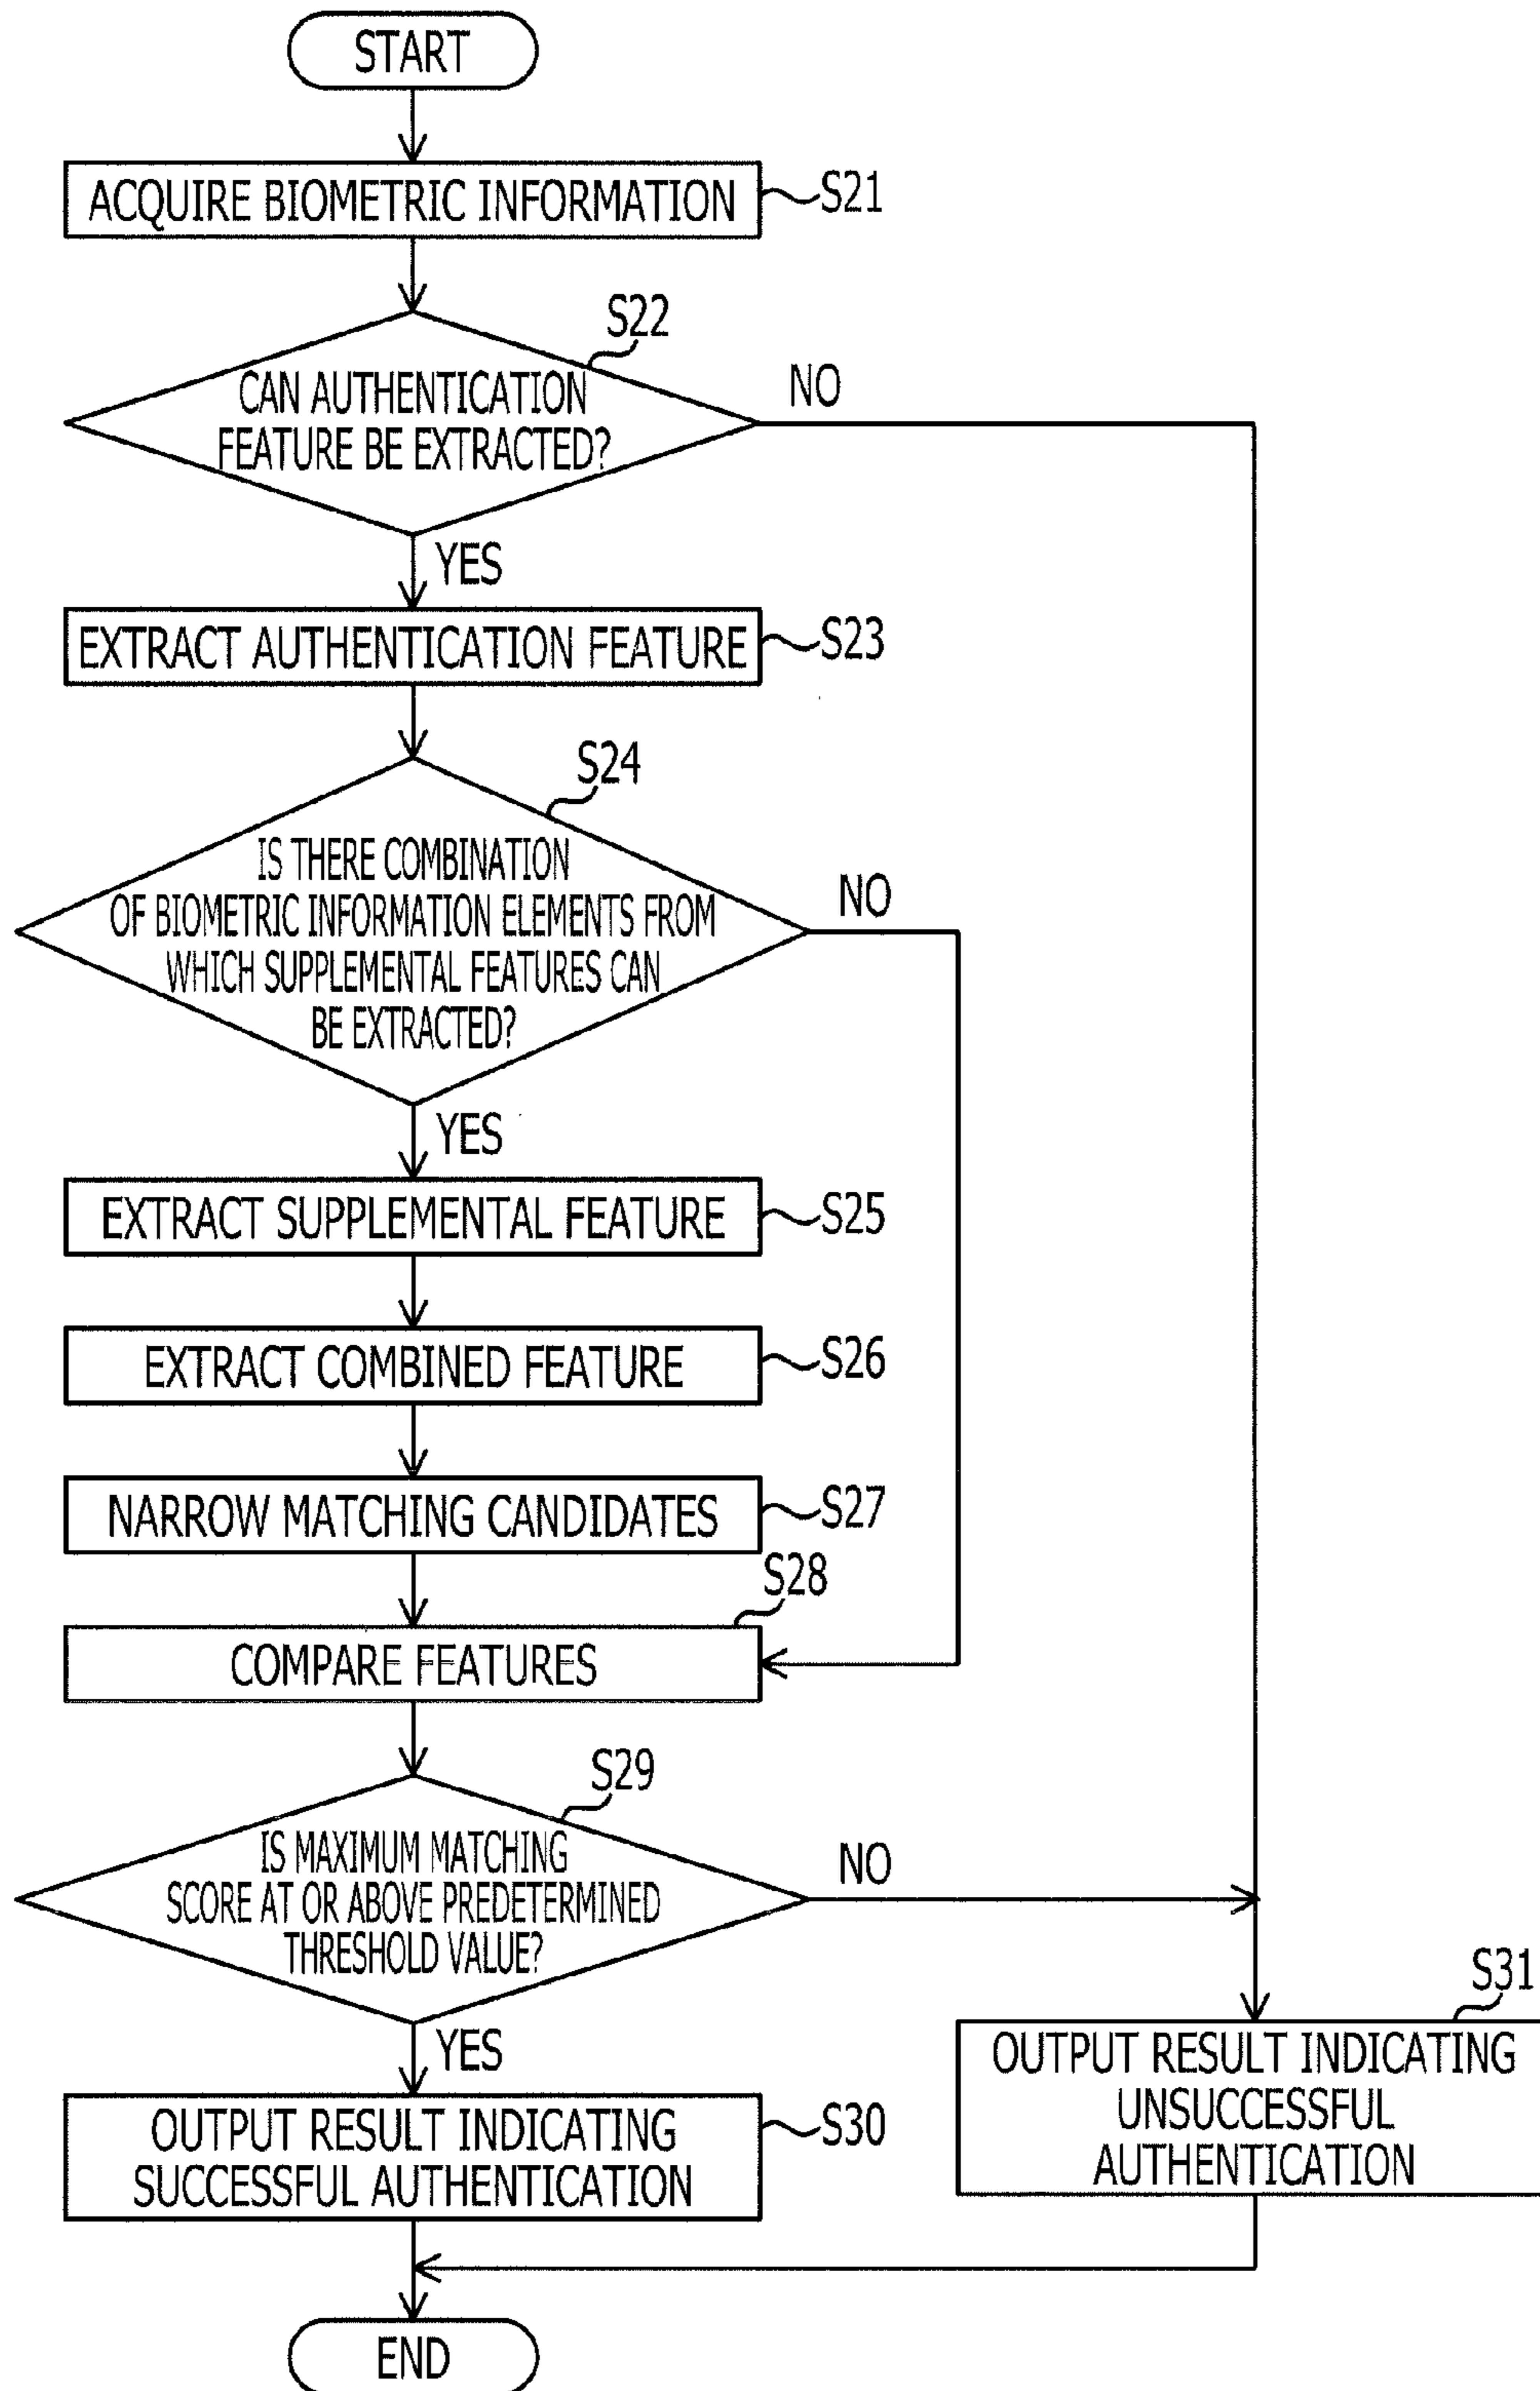 START
ACQUIRE BIOMETRIC INFORMATION
S21
S22
CAN AUTHENTICATION
FEATURE BE EXTRACTED?
NO
YES
EXTRACT AUTHENTICATION FEATURE
S23
S24
IS THERE COMBINATION
OF BIOMETRIC INFORMATION ELEMENTS FROM
WHICH SUPPLEMENTAL FEATURES CAN
BE EXTRACTED?
NO
YES
EXTRACT SUPPLEMENTAL FEATURE
S25
EXTRACT COMBINED FEATURE
S26
NARROW MATCHING CANDIDATES
S27
S28
COMPARE FEATURES
S29
IS MAXIMUM MATCHING
SCORE AT OR ABOVE PREDETERMINED
THRESHOLD VALUE?
NO
YES
S31
OUTPUT RESULT INDICATING
UNSUCCESSFUL
AUTHENTICATION
OUTPUT RESULT INDICATING
SUCCESSFUL AUTHENTICATION
S30
END